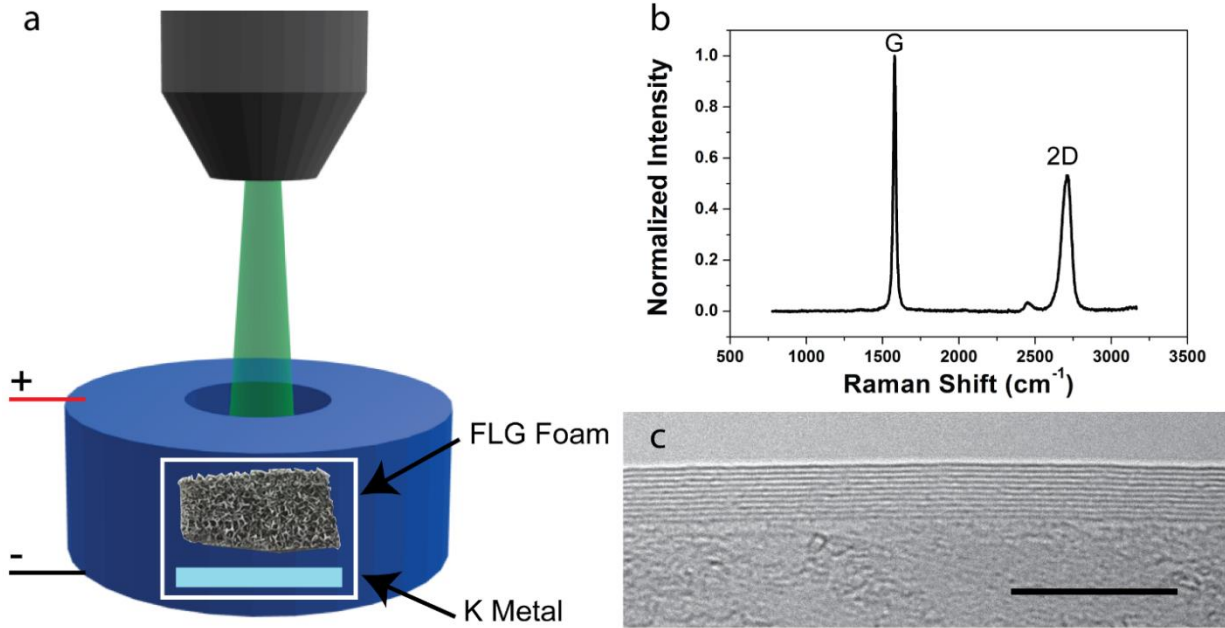 a
+
-
FLG Foam
K Metal
b
Normalized Intensity
1.0
0.8
0.6
0.4
0.2
0.0
G
2D
500 1000 1500 2000 2500 3000 3500
Raman Shift (cm⁻¹)
c